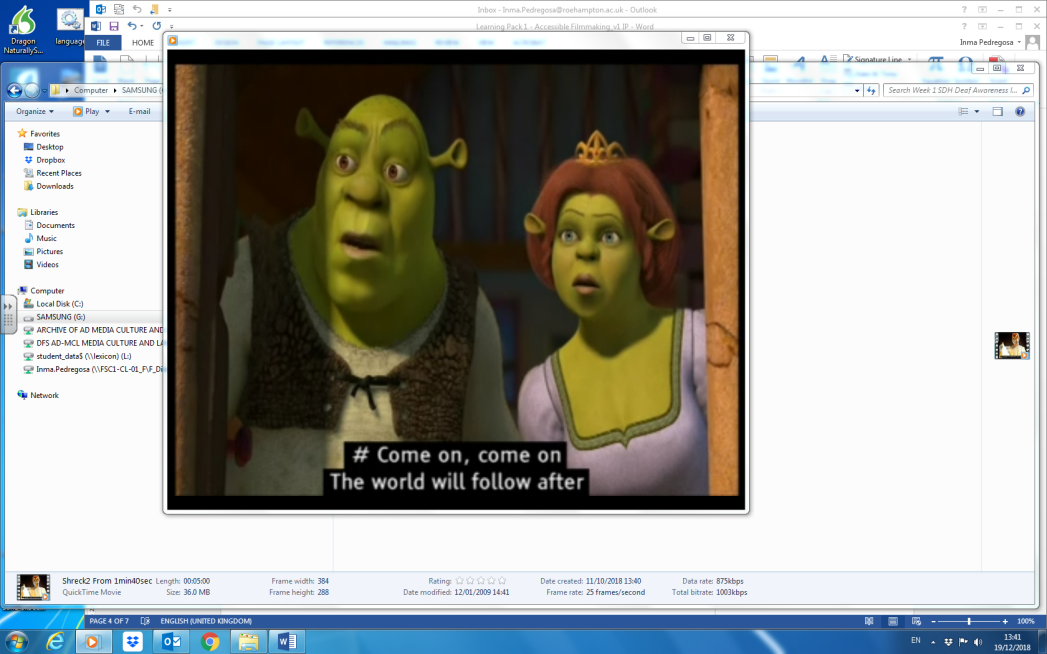 Inbox - Inma.Pedregosa@roehampton.ac.uk - Outlook
Learning Pack 1 - Accessible Filmmaking_v1 IP - Word
Dragon
NaturallyS...
language
FILE
HOME
Inma Pedregosa
Signature Line
Computer
SAMSUNG (
Search Week 1 SDH Deaf Awareness I...
Organize
Play
E-mail
Favorites
Desktop
Dropbox
Recent Places
Downloads
Libraries
Documents
Music
Pictures
Videos
Computer
Local Disk (C:)
SAMSUNG (G:)
ARCHIVE OF AD MEDIA CULTURE AND
DFS AD-MCL MEDIA CULTURE AND LA
student_data$ (\\lexicon) (L:)
Inma.Pedregosa (\\FSC1-CL-01_F\F_Di
Network
# Come on, come on
The world will follow after
Shreck2 From 1min40sec
Length: 00:05:00
Frame width: 384
Rating:
Date created: 11/10/2018 13:40
Data rate: 875kbps
QuickTime Movie
Size: 36.0 MB
Frame height: 288
Date modified: 12/01/2009 14:41
Frame rate: 25 frames/second
Total bitrate: 1003kbps
PAGE 4 OF 7
ENGLISH (UNITED KINGDOM)
100%
EN
13:41
19/12/2018